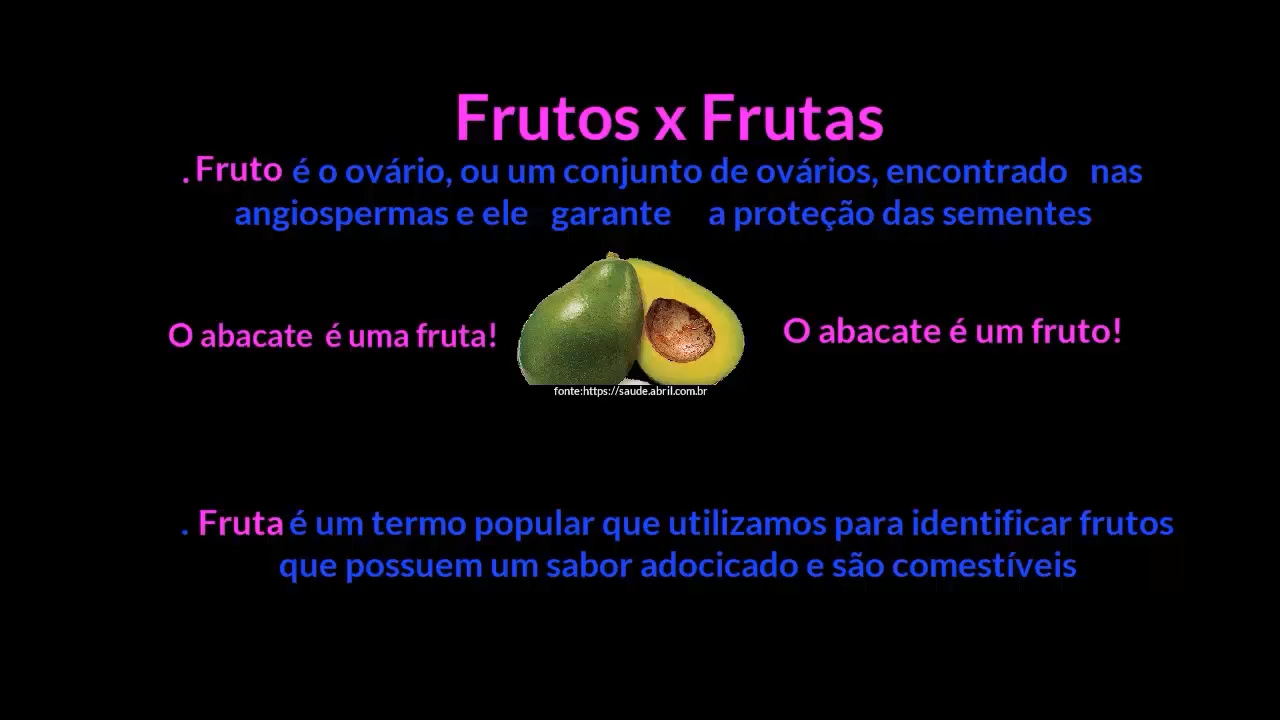 Frutos x Frutas
. Fruto é o ovário, ou um conjunto de ovários, encontrado nas
angiospermas e ele garante a proteção das sementes
O abacate é uma fruta!
O abacate é um fruto!
fonte:https://saude.abril.com.br
. Fruta é um termo popular que utilizamos para identificar frutos
que possuem um sabor adocicado e são comestíveis